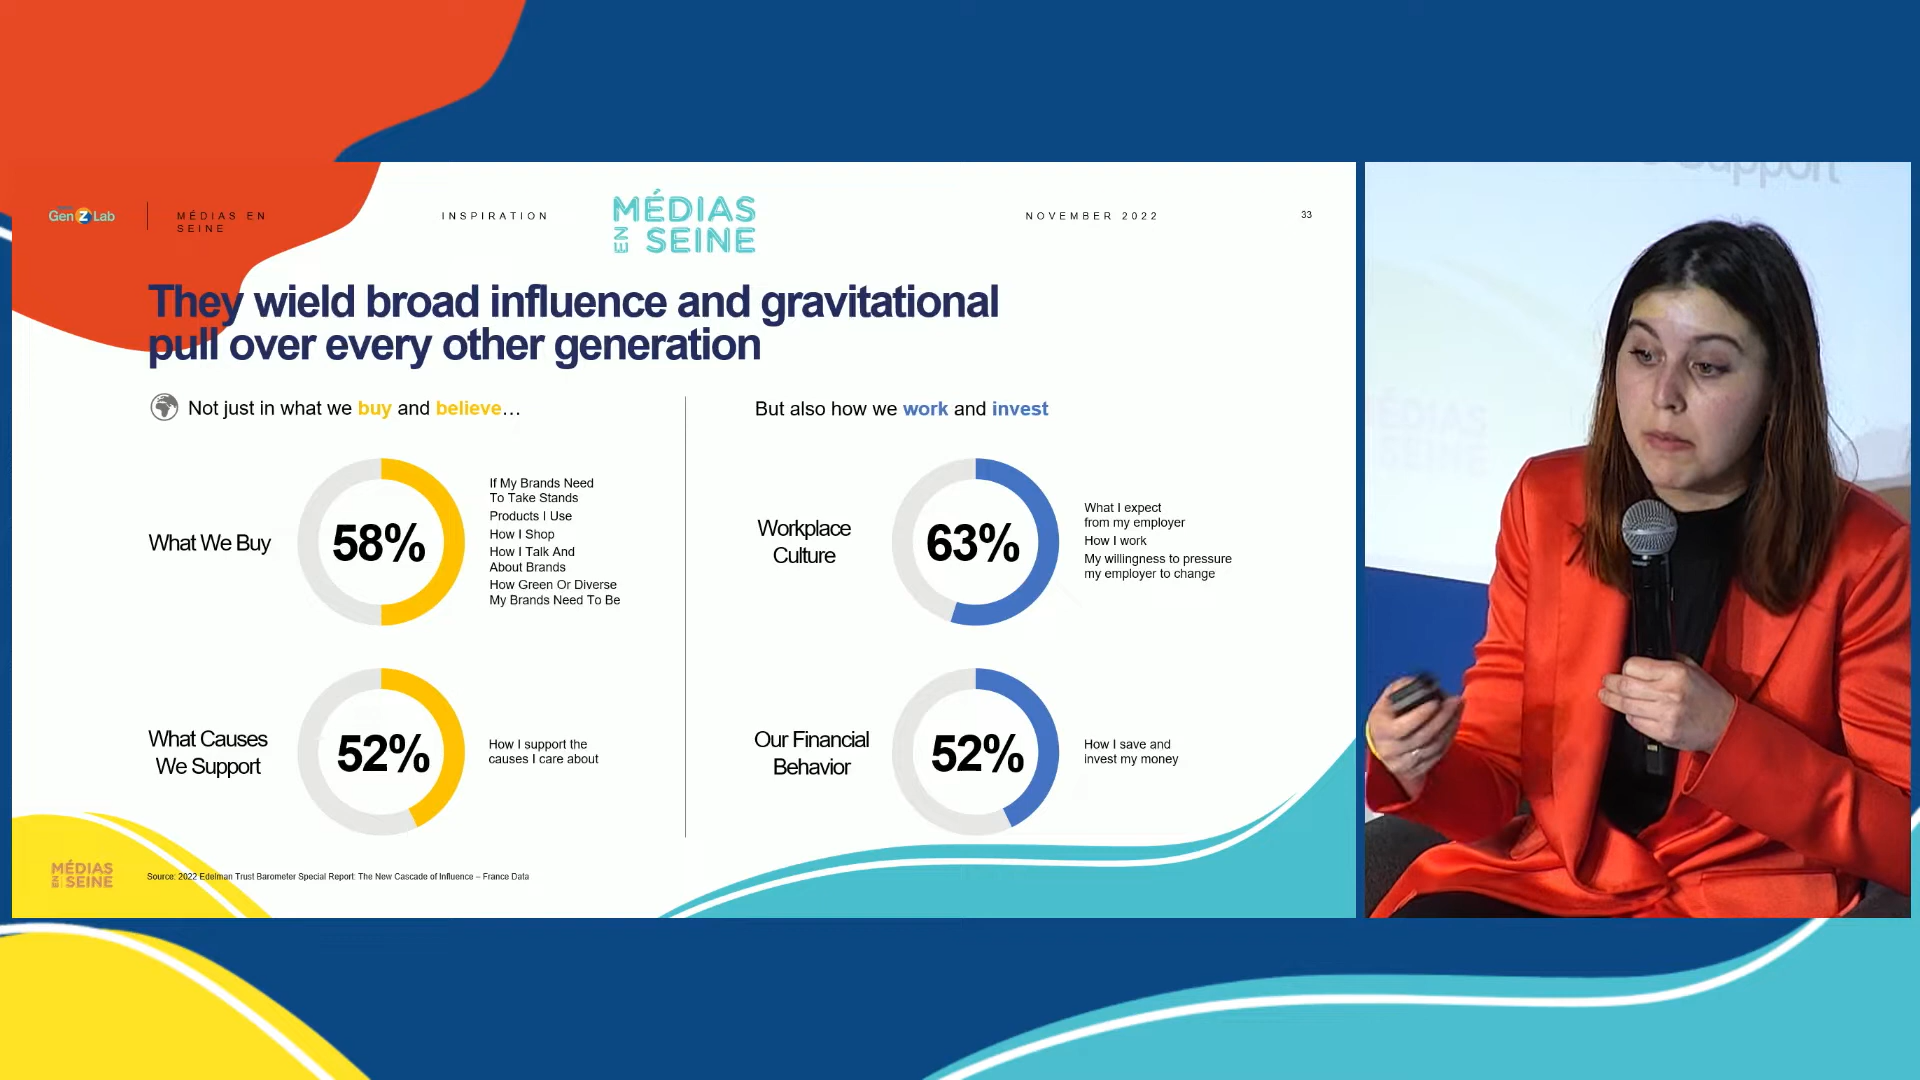 Gen Z Lab
MÉDIAS EN
SEINE
INSPIRATION
MÉDIAS
EN SEINE
NOVEMBER 2022
33
They wield broad influence and gravitational
pull over every other generation
Not just in what we buy and believe…
What We Buy
58%
If My Brands Need
To Take Stands
Products I Use
How I Shop
How I Talk And
About Brands
How Green Or Diverse
My Brands Need To Be
What Causes
We Support
52%
How I support the
causes I care about
But also how we work and invest
Workplace
Culture
63%
What I expect
from my employer
How I work
My willingness to pressure
my employer to change
Our Financial
Behavior
52%
How I save and
invest my money
MÉDIAS
EN SEINE
Source: 2022 Edelman Trust Barometer Special Report: The New Cascade of Influence – France Data
Support
MÉDIAS
SEINE